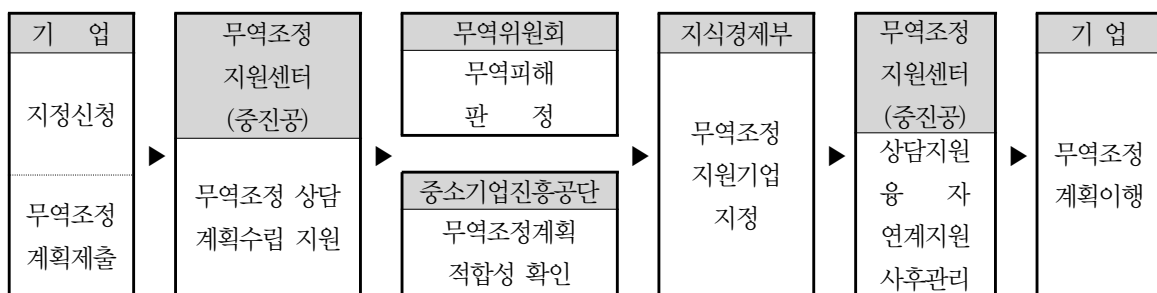 기 업
지정신청
무역조정
계획제출
▶
무역조정
지원센터
(중진공)
무역조정 상담
계획수립 지원
▶
무역위원회
무역피해
판 정
중소기업진흥공단
무역조정계획
적합성 확인
▶
지식경제부
무역조정
지원기업
지정
▶
무역조정
지원센터
(중진공)
상담지원
융 자
연계지원
사후관리
▶
기 업
무역조정
계획이행